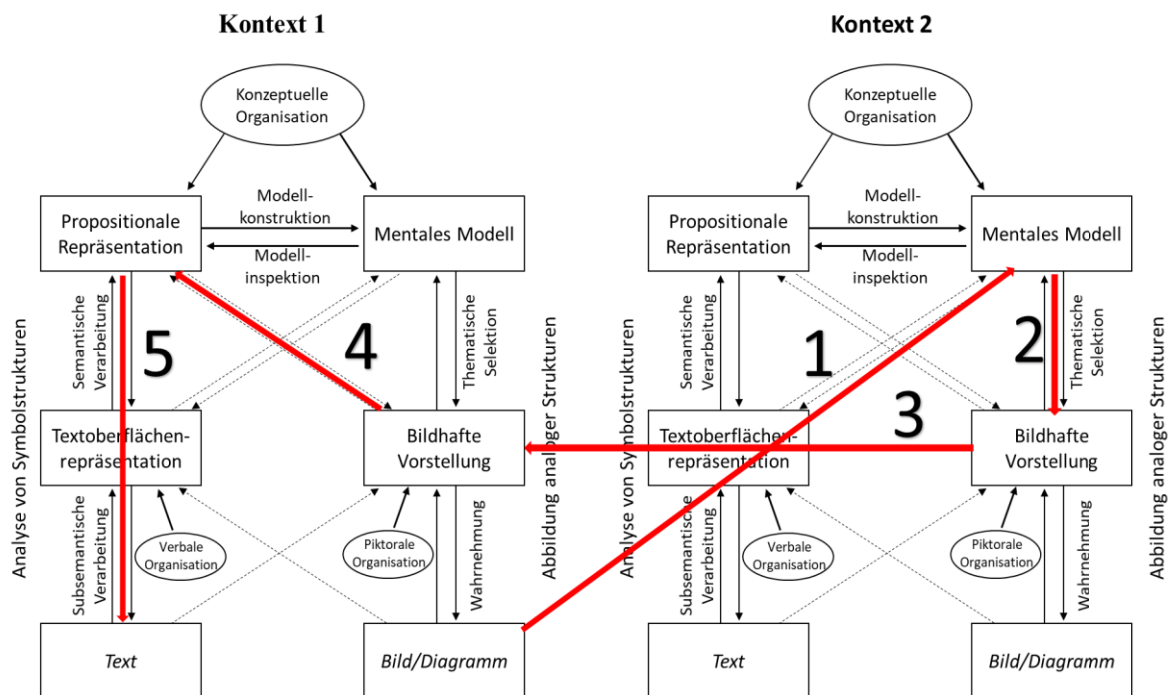 Kontext 1
Konzeptuelle
Organisation
Propositionale
Repräsentation
Modell-
konstruktion
Modell-
inspektion
Mentales Modell
Analyse von Symbolstrukturen
Semantische
Verarbeitung
5
4
Thematische
Selektion
Abbildung analoger Strukturen
Textoberflächen-
repräsentation
Bildhafte
Vorstellung
Subsemantische
Verarbeitung
Verbale
Organisation
Piktorale
Organisation
Wahrnehmung
Text
Bild/Diagramm
Kontext 2
Konzeptuelle
Organisation
Propositionale
Repräsentation
Modell-
konstruktion
Modell-
inspektion
Mentales Modell
Analyse von Symbolstrukturen
Semantische
Verarbeitung
1
2
3
Thematische
Selektion
Abbildung analoger Strukturen
Textoberflächen-
repräsentation
Bildhafte
Vorstellung
Subsemantische
Verarbeitung
Verbale
Organisation
Piktorale
Organisation
Wahrnehmung
Text
Bild/Diagramm